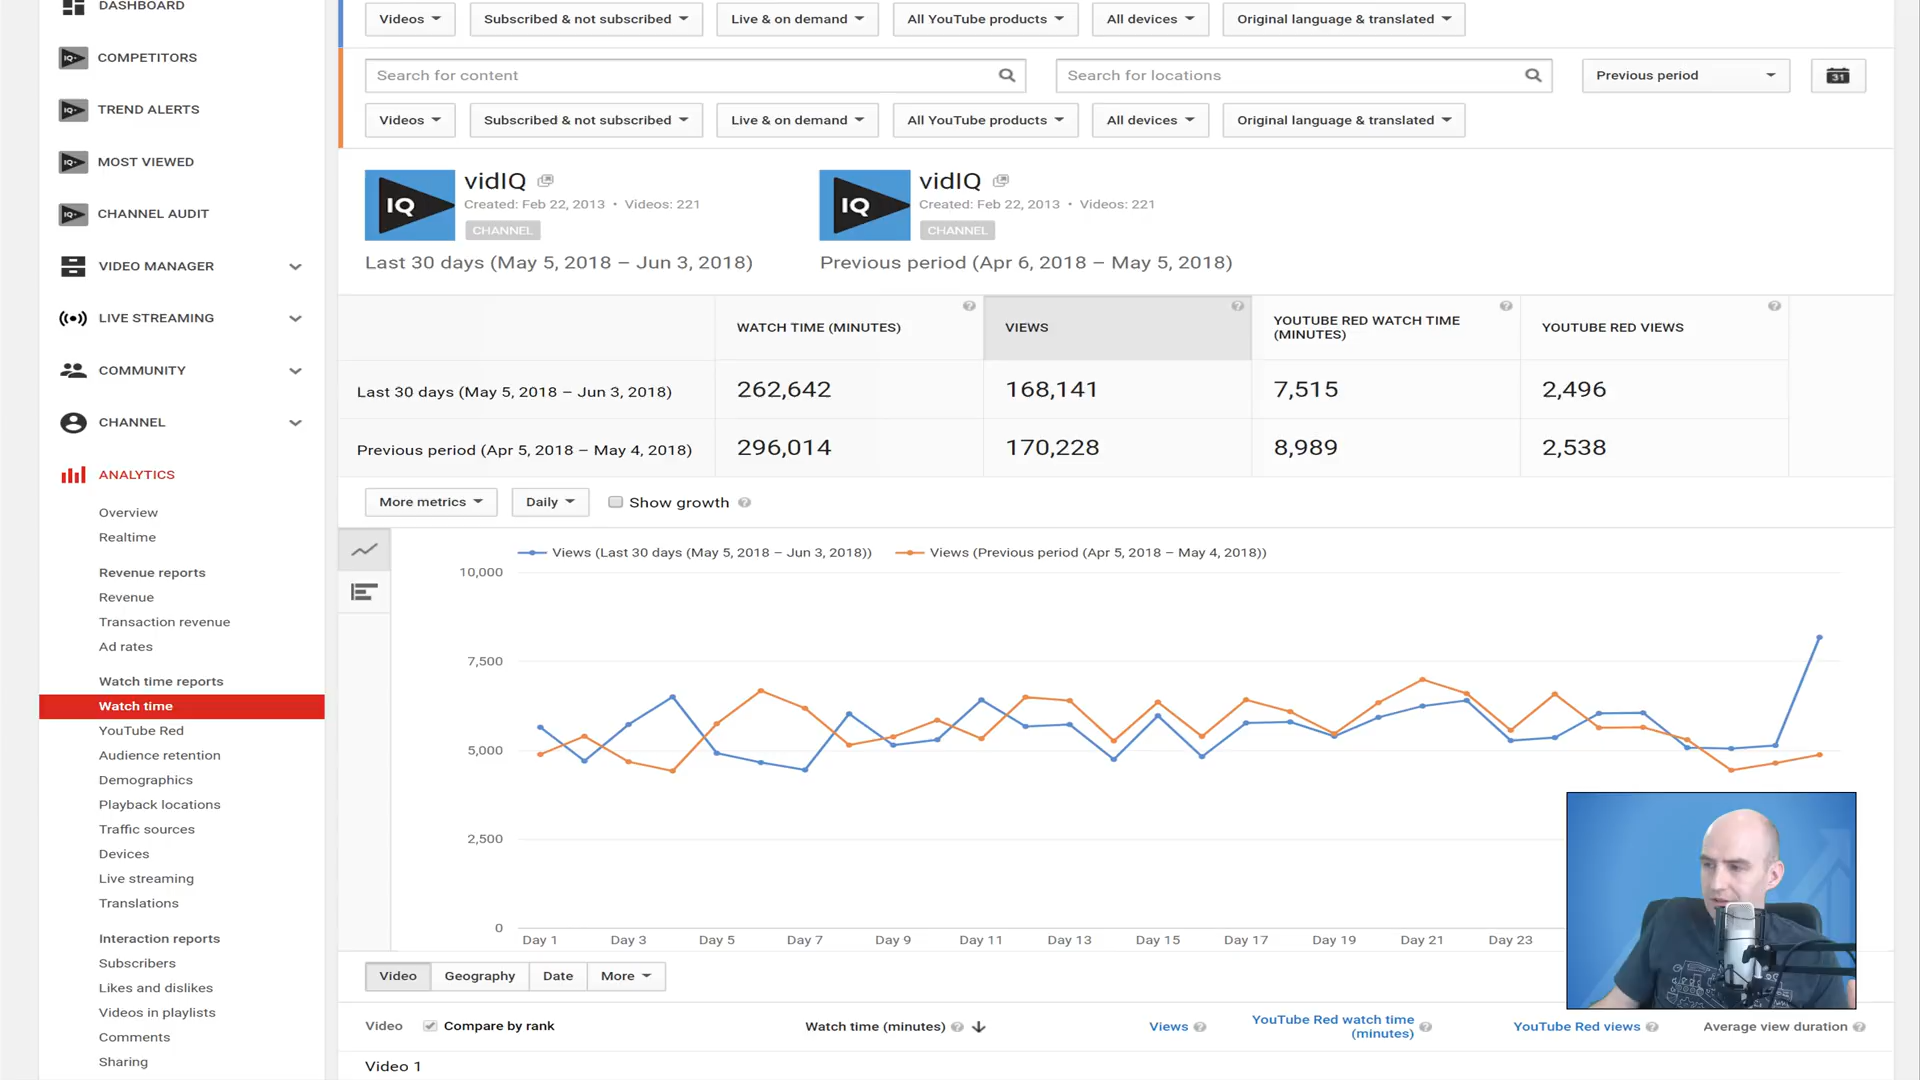 DASHBOARD
COMPETITORS
TREND ALERTS
MOST VIEWED
CHANNEL AUDIT
VIDEO MANAGER
LIVE STREAMING
COMMUNITY
CHANNEL
ANALYTICS
Overview
Realtime
Revenue reports
Revenue
Transaction revenue
Ad rates
Watch time reports
Watch time
YouTube Red
Audience retention
Demographics
Playback locations
Traffic sources
Devices
Live streaming
Translations
Interaction reports
Subscribers
Likes and dislikes
Videos in playlists
Comments
Sharing
Videos Subscribed & not subscribed Live & on demand All YouTube products All devices Original language & translated
Search for content Search for locations Previous period 31
Videos Subscribed & not subscribed Live & on demand All YouTube products All devices Original language & translated
IQ vidIQ
Created: Feb 22, 2013 • Videos: 221
CHANNEL
Last 30 days (May 5, 2018 – Jun 3, 2018)
IQ vidIQ
Created: Feb 22, 2013 • Videos: 221
CHANNEL
Previous period (Apr 6, 2018 – May 5, 2018)
WATCH TIME (MINUTES) VIEWS YOUTUBE RED WATCH TIME (MINUTES) YOUTUBE RED VIEWS
Last 30 days (May 5, 2018 – Jun 3, 2018) 262,642 168,141 7,515 2,496
Previous period (Apr 5, 2018 – May 4, 2018) 296,014 170,228 8,989 2,538
More metrics Daily Show growth
Views (Last 30 days (May 5, 2018 – Jun 3, 2018)) Views (Previous period (Apr 5, 2018 – May 4, 2018))
10,000
7,500
5,000
2,500
0
Day 1 Day 3 Day 5 Day 7 Day 9 Day 11 Day 13 Day 15 Day 17 Day 19 Day 21 Day 23
Video Geography Date More
Video Compare by rank Watch time (minutes) Views YouTube Red watch time (minutes) YouTube Red views Average view duration
Video 1